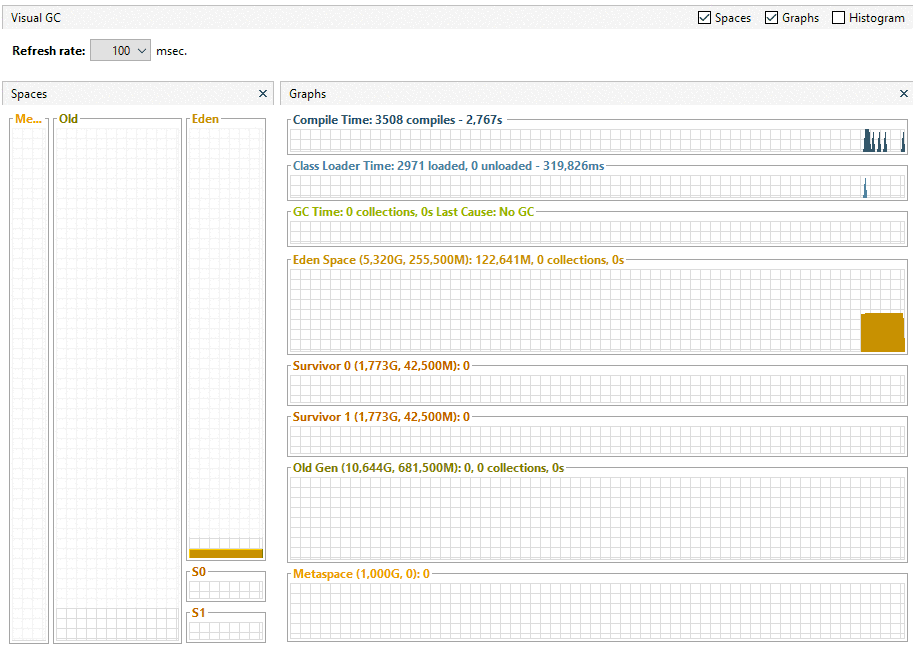 Visual GC
Spaces
Graphs
Histogram
Refresh rate: 100 msec.
Spaces
Me...
Old
Eden
S0
S1
Graphs
Compile Time: 3508 compiles - 2,767s
Class Loader Time: 2971 loaded, 0 unloaded - 319,826ms
GC Time: 0 collections, 0s Last Cause: No GC
Eden Space (5,320G, 255,500M): 122,641M, 0 collections, 0s
Survivor 0 (1,773G, 42,500M): 0
Survivor 1 (1,773G, 42,500M): 0
Old Gen (10,644G, 681,500M): 0, 0 collections, 0s
Metaspace (1,000G, 0): 0